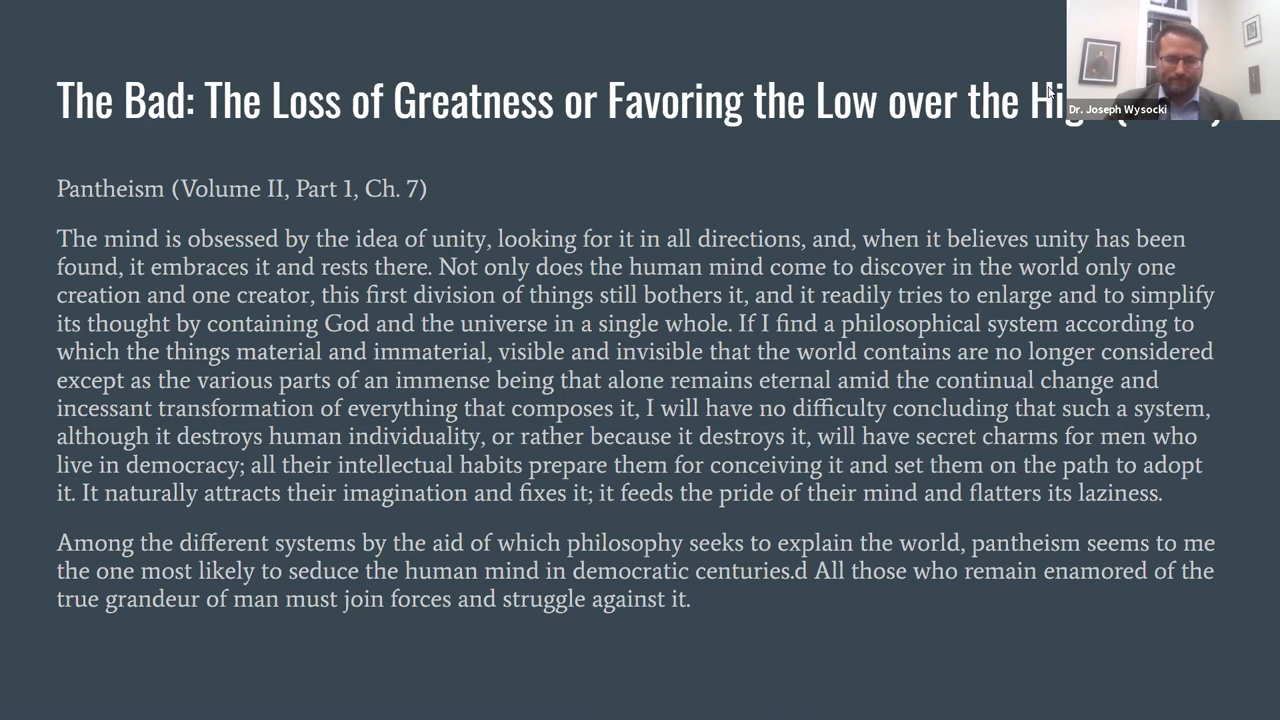 The Bad: The Loss of Greatness or Favoring the Low over the
Dr. Joseph Wysocki
Pantheism (Volume II, Part 1, Ch. 7)
The mind is obsessed by the idea of unity, looking for it in all directions, and, when it believes unity has been
found, it embraces it and rests there. Not only does the human mind come to discover in the world only one
creation and one creator, this first division of things still bothers it, and it readily tries to enlarge and to simplify
its thought by containing God and the universe in a single whole. If I find a philosophical system according to
which the things material and immaterial, visible and invisible that the world contains are no longer considered
except as the various parts of an immense being that alone remains eternal amid the continual change and
incessant transformation of everything that composes it, I will have no difficulty concluding that such a system,
although it destroys human individuality, or rather because it destroys it, will have secret charms for men who
live in democracy; all their intellectual habits prepare them for conceiving it and set them on the path to adopt
it. It naturally attracts their imagination and fixes it; it feeds the pride of their mind and flatters its laziness.
Among the different systems by the aid of which philosophy seeks to explain the world, pantheism seems to me
the one most likely to seduce the human mind in democratic centuries.d All those who remain enamored of the
true grandeur of man must join forces and struggle against it.